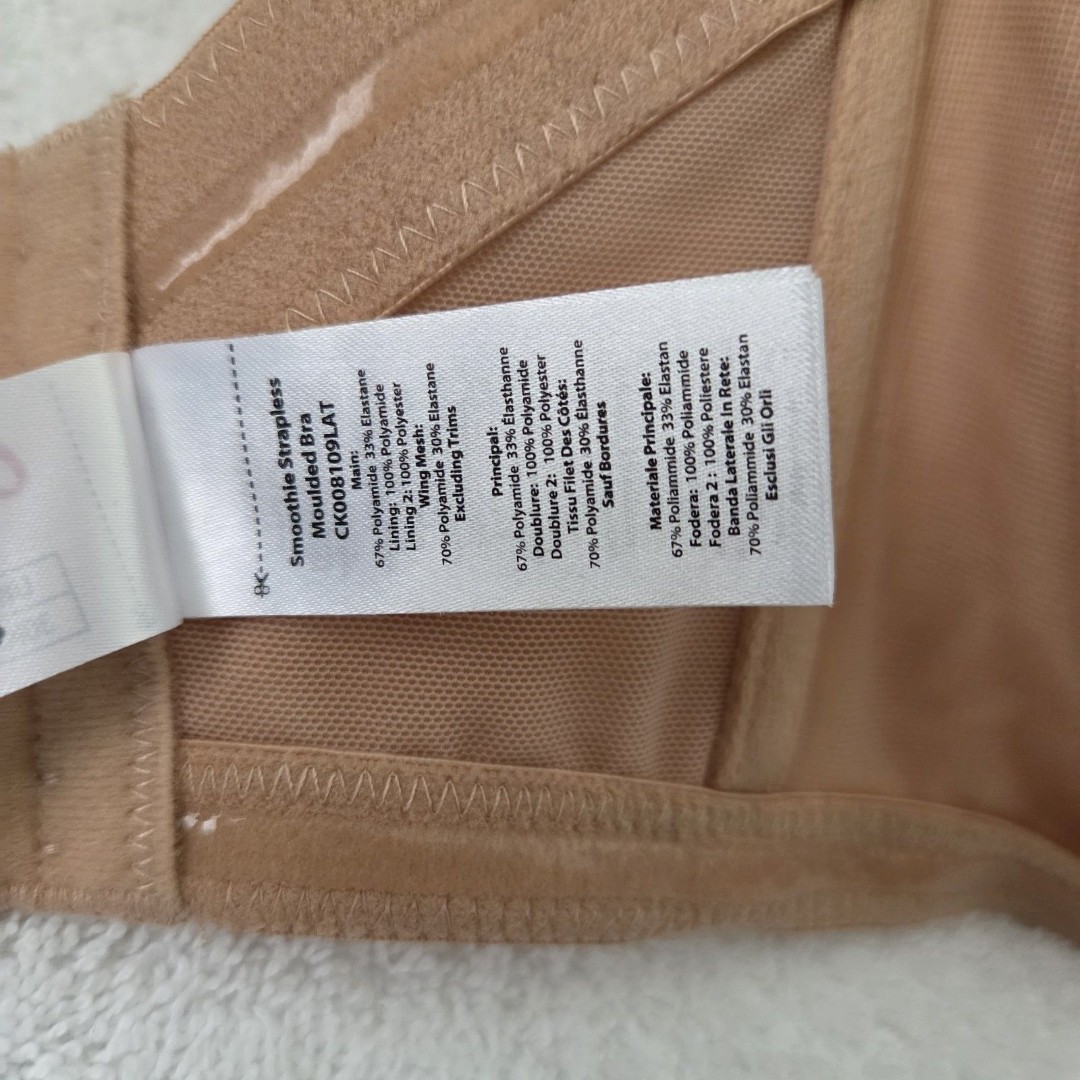 Smoothie Strapless
Moulded Bra
CK008109LAT
Main:
67% Polyamide 33% Elastane
Lining: 100% Polyamide
Lining 2: 100% Polyester
Wing Mesh:
70% Polyamide 30% Elastane
Excluding Trims
Principal:
67% Polyamide 33% Élasthanne
Doublure: 100% Polyamide
Doublure 2: 100% Polyester
Tissu Filet Des Côtés:
70% Polyamide 30% Élasthanne
Sauf Bordures
Materiale Principale:
67% Poliammide 33% Elastan
Fodera: 100% Poliammide
Fodera 2 : 100% Poliestere
Banda Laterale In Rete:
70% Poliammide 30% Elastan
Esclusi Gli Orli